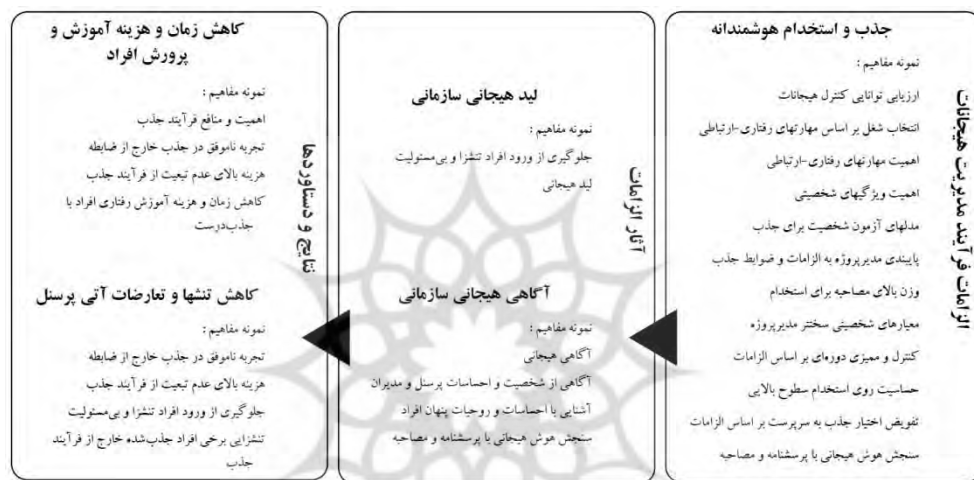 الزامات فرآیند مدیریت هیجانات
جذب و استخدام هوشمندانه
نمونه مفاهیم :
ارزیابی توانایی کنترل هیجانات
انتخاب شغل بر اساس مهارتهای رفتاری-ارتباطی
اهمیت مهارتهای رفتاری-ارتباطی
اهمیت ویژگیهای شخصیتی
مدلهای آزمون شخصیت برای جذب
پایبندی مدیرپروژه به الزامات و ضوابط جذب
وزن بالای مصاحبه برای استخدام
معیارهای شخصیتی سختتر مدیرپروژه
کنترل و ممیزی دوره‌ای بر اساس الزامات
حساسیت روی استخدام سطوح بالایی
تفویض اختیار جذب به سرپرست بر اساس الزامات
سنجش هوش هیجانی با پرسشنامه و مصاحبه
آثار الزامات
لید هیجانی سازمانی
نمونه مفاهیم :
جلوگیری از ورود افراد تنشزا و بی‌مسئولیت
لید هیجانی
آگاهی هیجانی سازمانی
نمونه مفاهیم :
آگاهی هیجانی
آگاهی از شخصیت و احساسات پرسنل و مدیران
آشنایی با احساسات و روحیات پنهان افراد
سنجش هوش هیجانی با پرسشنامه و مصاحبه
نتایج و دستاوردها
کاهش زمان و هزینه آموزش و
پرورش افراد
نمونه مفاهیم :
اهمیت و منافع فرآیند جذب
تجربه ناموفق در جذب خارج از ضابطه
هزینه بالای عدم تبعیت از فرآیند جذب
کاهش زمان و هزینه آموزش رفتاری افراد با
جذب‌درست
کاهش تنشها و تعارضات آتی پرسنل
نمونه مفاهیم :
تجربه ناموفق در جذب خارج از ضابطه
هزینه بالای عدم تبعیت از فرآیند جذب
جلوگیری از ورود افراد تنشزا و بی‌مسئولیت
تنشزایی برخی افراد جذب‌شده خارج از فرآیند
جذب